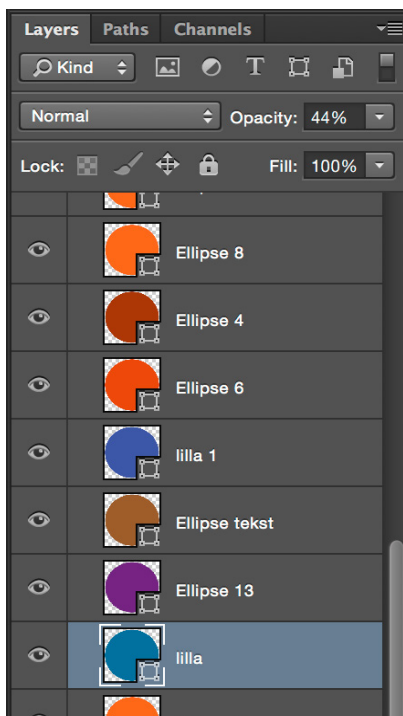 Layers Paths Channels
Kind
Normal Opacity: 44%
Lock: Fill: 100%
Ellipse 8
Ellipse 4
Ellipse 6
lilla 1
Ellipse tekst
Ellipse 13
lilla